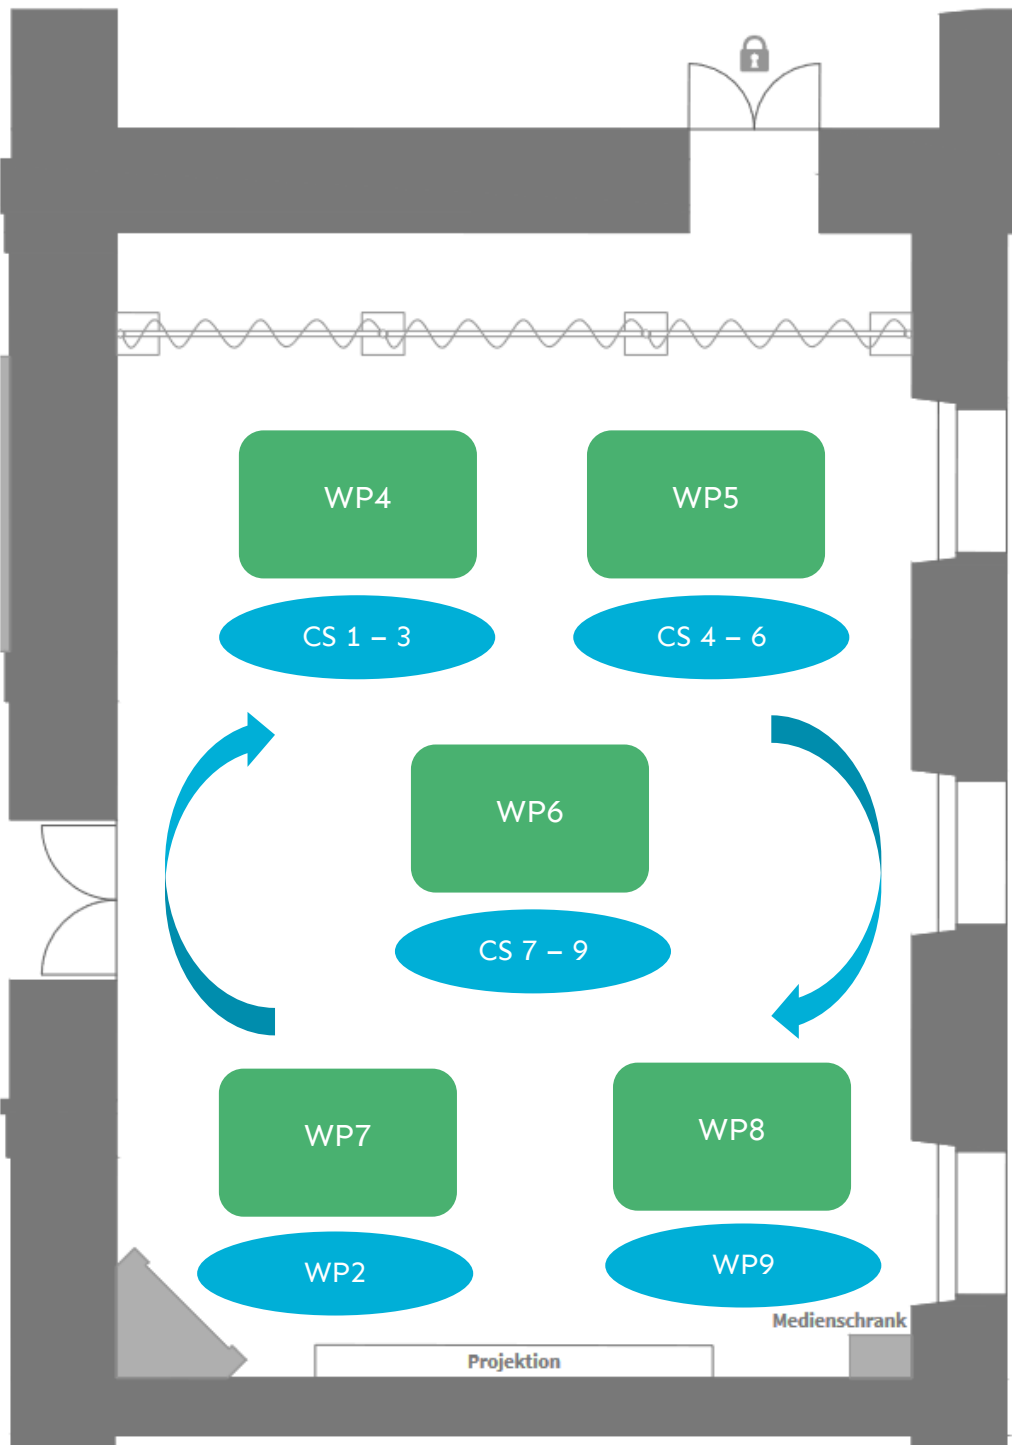 WP4
WP5
CS 1 – 3
CS 4 – 6
WP6
CS 7 – 9
WP7
WP8
WP2
WP9
Medienschrank
Projektion